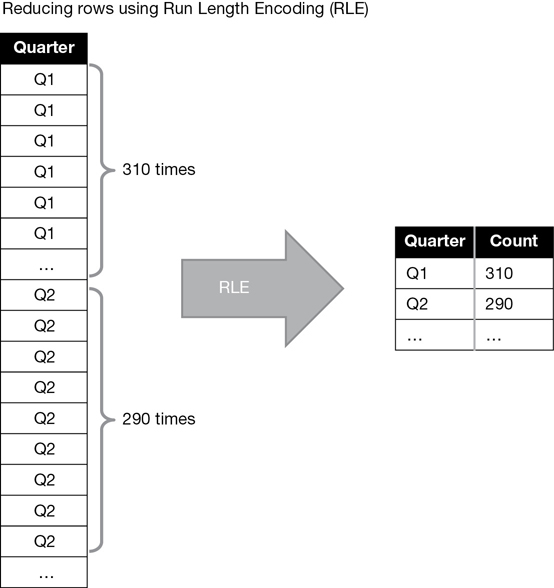 Reducing rows using Run Length Encoding (RLE)
Quarter
Q1
Q1
Q1
Q1
Q1
Q1
...
Q2
Q2
Q2
Q2
Q2
Q2
Q2
Q2
Q2
...
310 times
290 times
RLE
Quarter Count
Q1 310
Q2 290
... ...